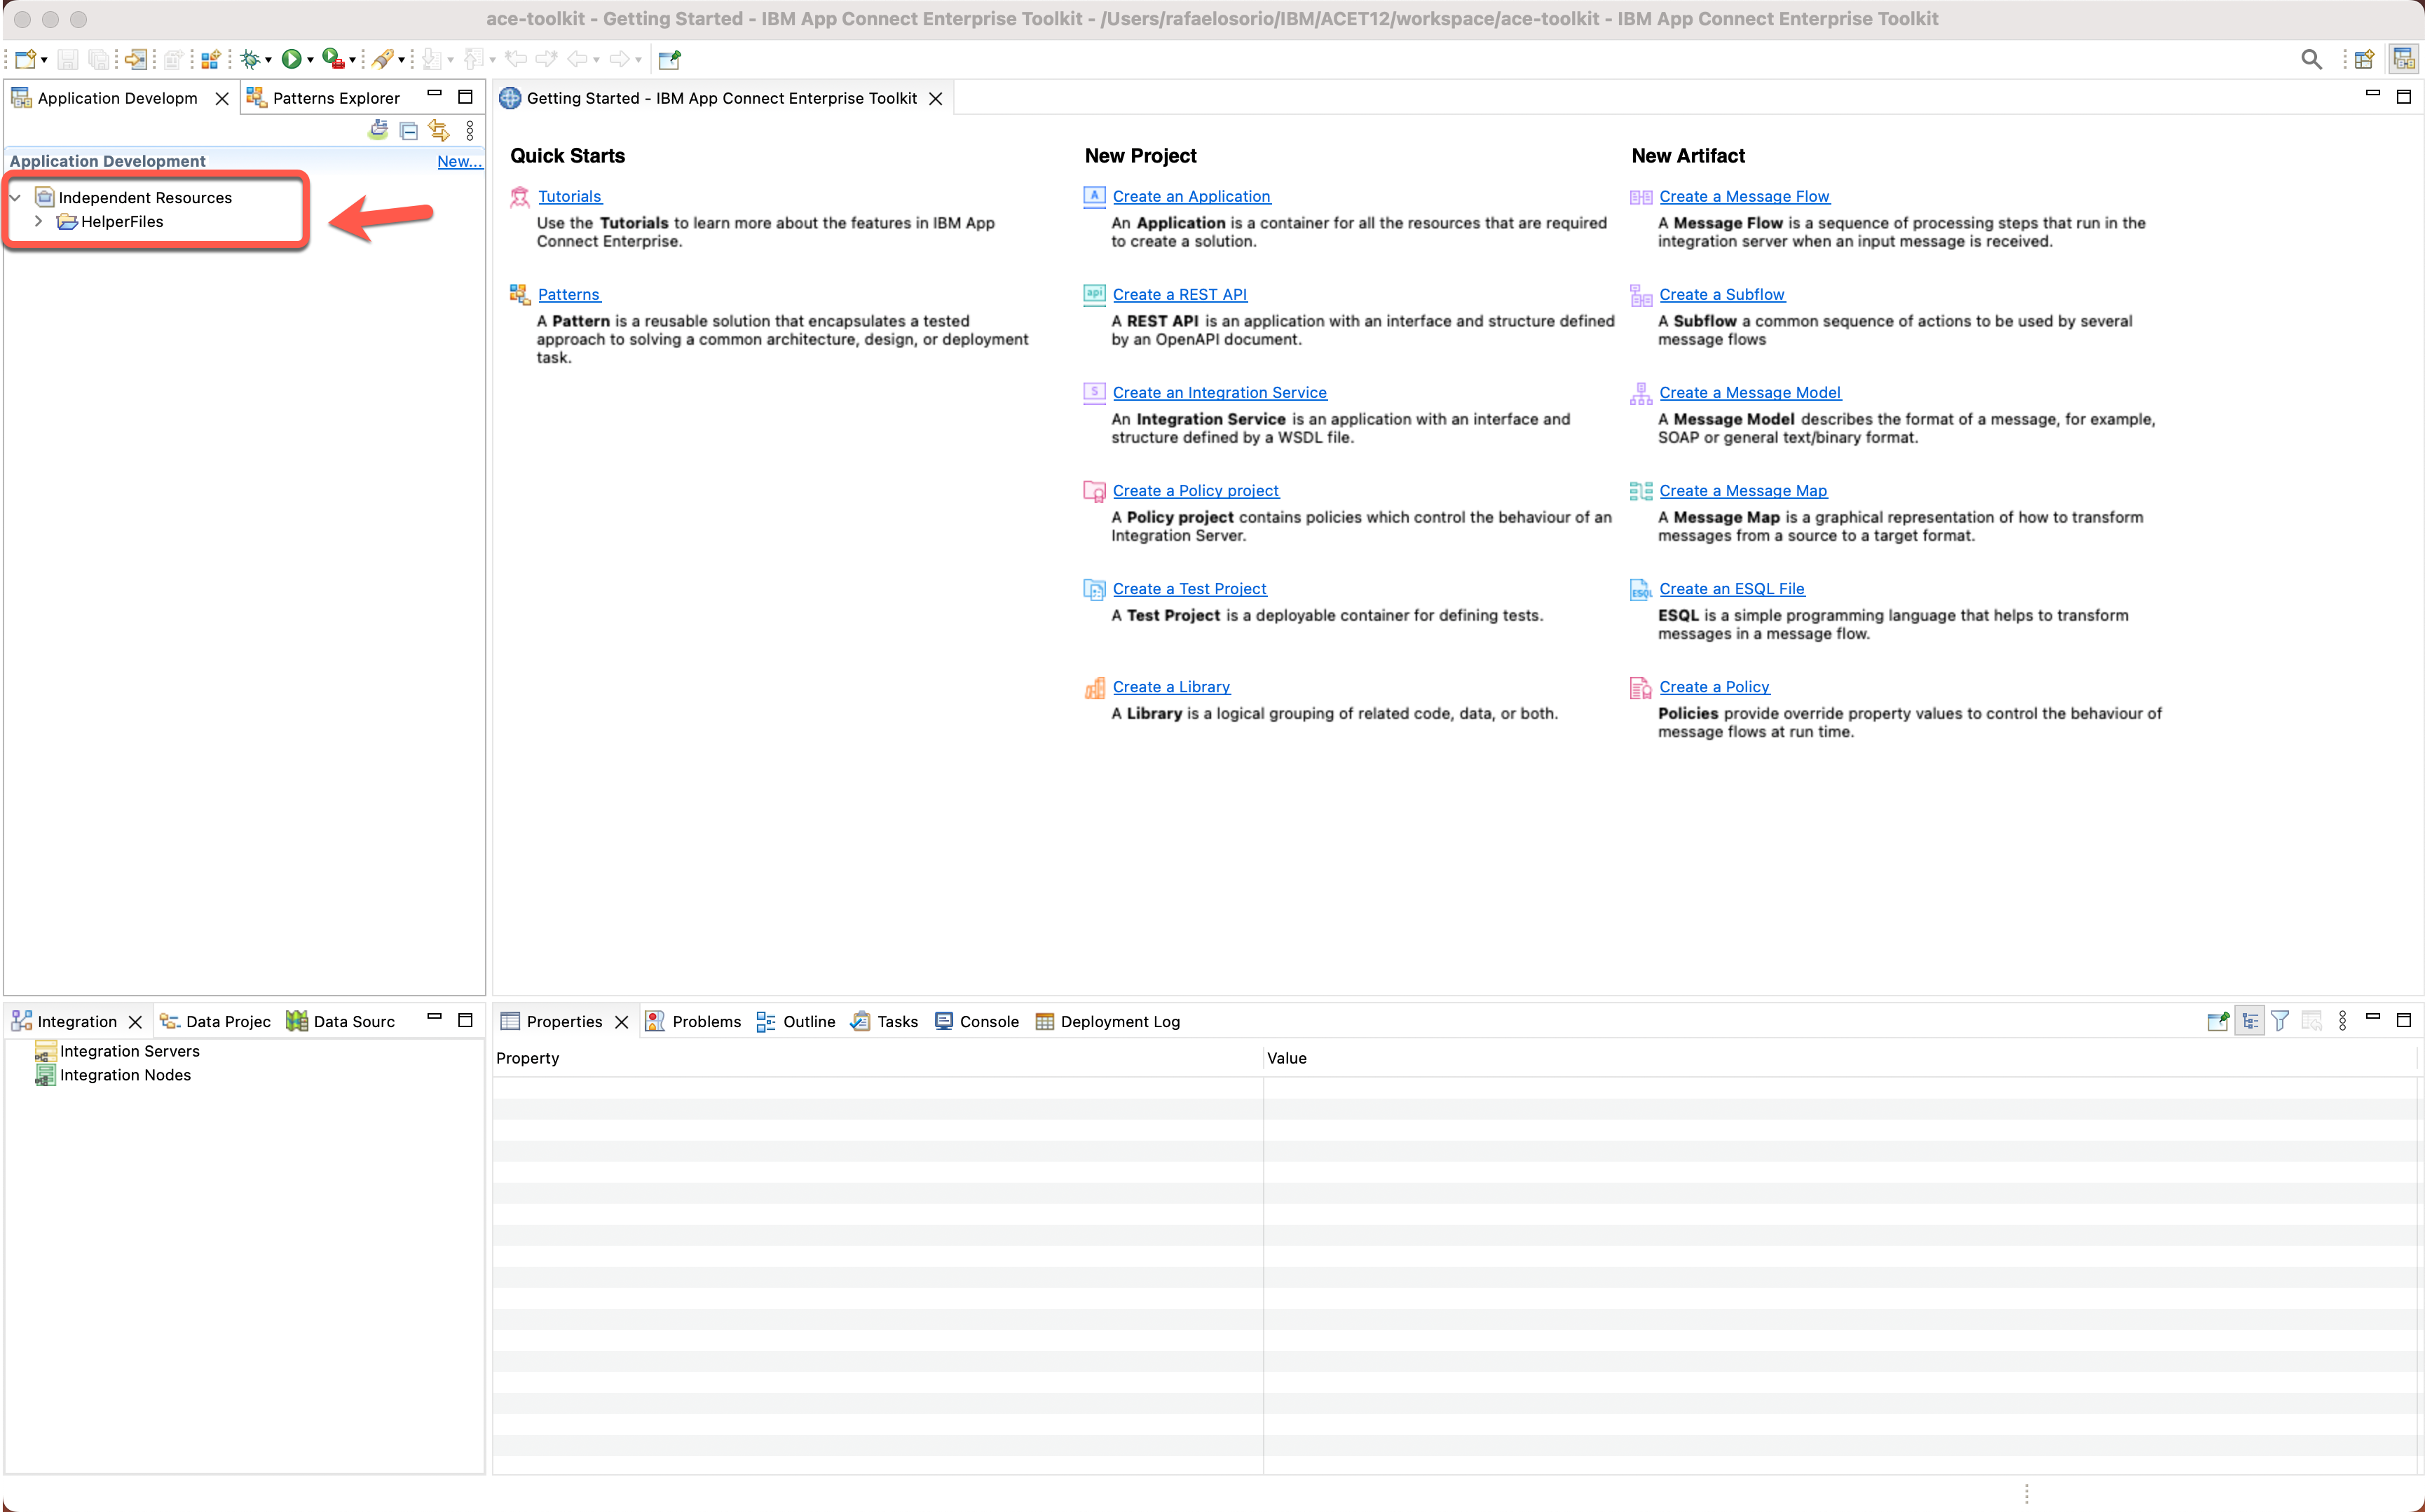 ace-toolkit - Getting Started - IBM App Connect Enterprise Toolkit - /Users/rafaelosorio/IBM/ACET12/workspace/ace-toolkit - IBM App Connect Enterprise Toolkit
Application Developm
Patterns Explorer
Getting Started - IBM App Connect Enterprise Toolkit
Application Development
New...
Independent Resources
HelperFiles
Quick Starts
Tutorials
Use the Tutorials to learn more about the features in IBM App
Connect Enterprise.
Patterns
A Pattern is a reusable solution that encapsulates a tested
approach to solving a common architecture, design, or deployment
task.
New Project
A
Create an Application
An Application is a container for all the resources that are required
to create a solution.
api
Create a REST API
A REST API is an application with an interface and structure defined
by an OpenAPI document.
S
Create an Integration Service
An Integration Service is an application with an interface and
structure defined by a WSDL file.
Create a Policy project
A Policy project contains policies which control the behaviour of an
Integration Server.
Create a Test Project
A Test Project is a deployable container for defining tests.
Create a Library
A Library is a logical grouping of related code, data, or both.
New Artifact
Create a Message Flow
A Message Flow is a sequence of processing steps that run in the
integration server when an input message is received.
Create a Subflow
A Subflow a common sequence of actions to be used by several
message flows
Create a Message Model
A Message Model describes the format of a message, for example,
SOAP or general text/binary format.
Create a Message Map
A Message Map is a graphical representation of how to transform
messages from a source to a target format.
ESQL
Create an ESQL File
ESQL is a simple programming language that helps to transform
messages in a message flow.
Create a Policy
Policies provide override property values to control the behaviour of
message flows at run time.
Integration
Data Projec
Data Sourc
Integration Servers
Integration Nodes
Properties
Problems
Outline
Tasks
Console
Deployment Log
Property
Value